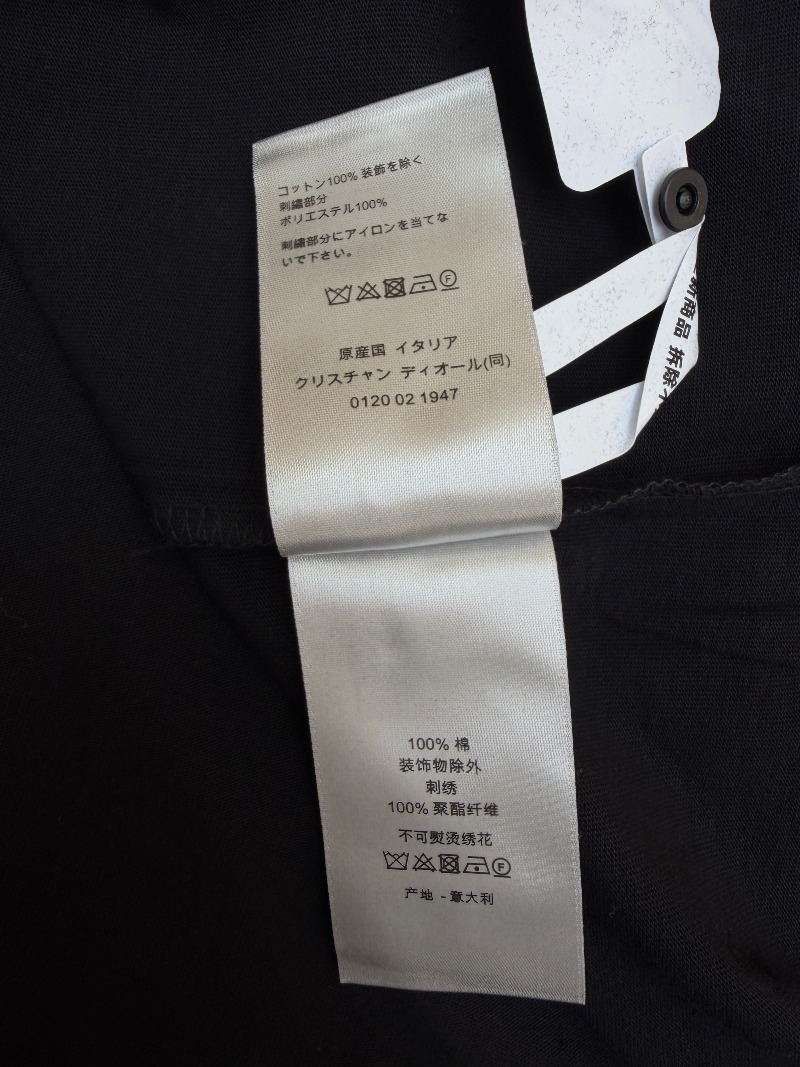 コットン100% 装飾を除く
刺繍部分
ポリエステル100%
刺繍部分にアイロンを当てな
いで下さい。
F
原産国 イタリア
クリスチャン ディオール(同)
0120 02 1947
商品 拆除
100% 棉
装饰物除外
刺绣
100% 聚酯纤维
不可熨烫绣花
F
产地 - 意大利